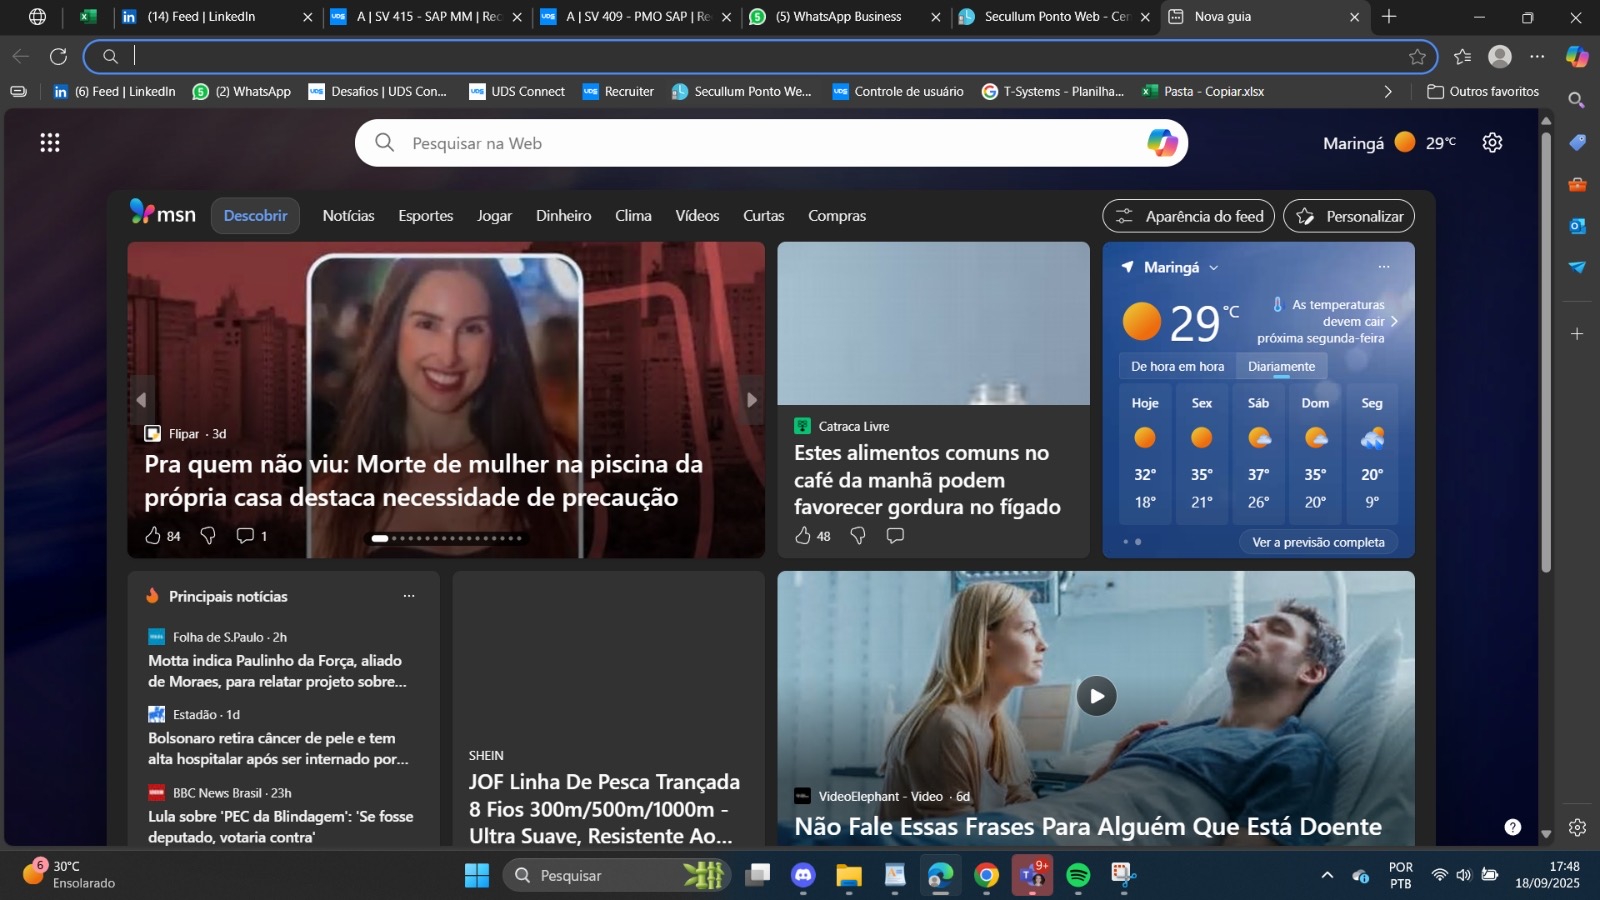 (14) Feed | LinkedIn
A | SV 415 - SAP MM | Rec
A | SV 409 - PMO SAP | Re
(5) WhatsApp Business
Secullum Ponto Web - Cen
Nova guia
(6) Feed | LinkedIn
(2) WhatsApp
Desafios | UDS Con...
UDS Connect
Recruiter
Secullum Ponto We...
Controle de usuário
T-Systems - Planilha...
Pasta - Copiar.xlsx
Outros favoritos
Pesquisar na Web
Maringá 29°C
msn
Descobrir
Notícias
Esportes
Jogar
Dinheiro
Clima
Vídeos
Curtas
Compras
Aparência do feed
Personalizar
Flipar · 3d
Pra quem não viu: Morte de mulher na piscina da
própria casa destaca necessidade de precaução
84
1
Catraca Livre
Estes alimentos comuns no
café da manhã podem
favorecer gordura no fígado
48
Maringá
29°C
As temperaturas
devem cair
próxima segunda-feira
De hora em hora
Diariamente
Hoje Sex Sáb Dom Seg
32° 35° 37° 35° 20°
18° 21° 26° 20° 9°
Ver a previsão completa
Principais notícias
Folha de S.Paulo · 2h
Motta indica Paulinho da Força, aliado
de Moraes, para relatar projeto sobre...
Estadão · 1d
Bolsonaro retira câncer de pele e tem
alta hospitalar após ser internado por...
BBC News Brasil · 23h
Lula sobre 'PEC da Blindagem': 'Se fosse
deputado, votaria contra'
SHEIN
JOF Linha De Pesca Trançada
8 Fios 300m/500m/1000m -
Ultra Suave, Resistente Ao...
VideoElephant - Video · 6d
Não Fale Essas Frases Para Alguém Que Está Doente
6
30°C
Ensolarado
Pesquisar
9+
POR
PTB
17:48
18/09/2025